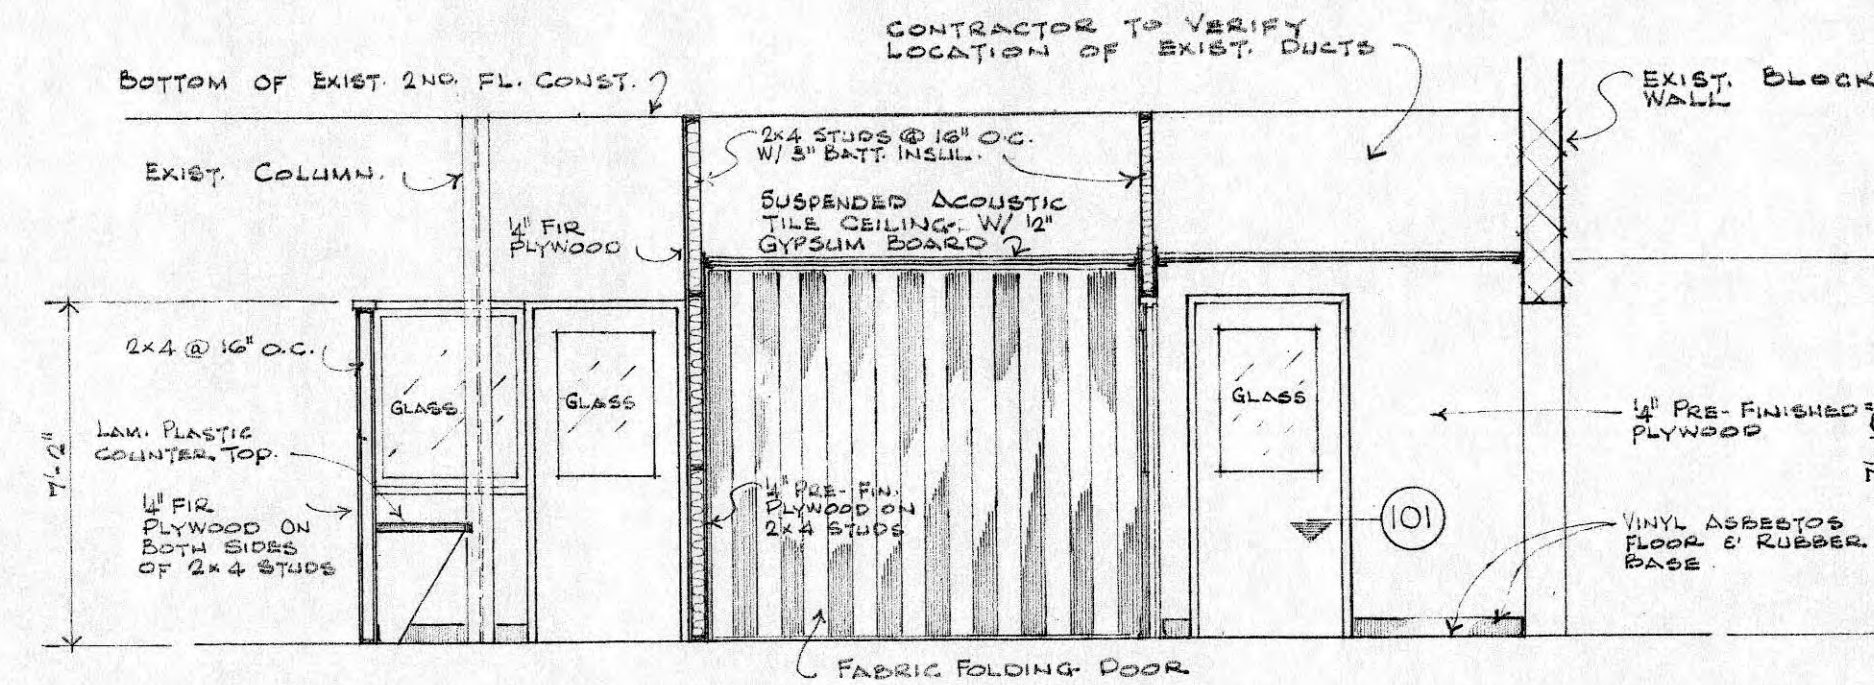 CONTRACTOR TO VERIFY
LOCATION OF EXIST. DUCTS
BOTTOM OF EXIST. 2ND. FL. CONST.
EXIST. BLOCK
WALL
2x4 STUDS @ 16" O.C.
W/ 3" BATT. INSUL.
EXIST. COLUMN.
SUSPENDED ACOUSTIC
TILE CEILING W/ 1/2"
GYPSUM BOARD
1/4" FIR
PLYWOOD
2x4 @ 16" O.C.
GLASS
GLASS
GLASS
7'-2"
LAM. PLASTIC
COUNTER TOP.
1/4" PRE-FINISHED
PLYWOOD
1/4" FIR
PLYWOOD ON
BOTH SIDES
OF 2x4 STUDS
1/4" PRE-FIN.
PLYWOOD ON
2x4 STUDS
101
VINYL ASBESTOS
FLOOR & RUBBER
BASE
FABRIC FOLDING DOOR